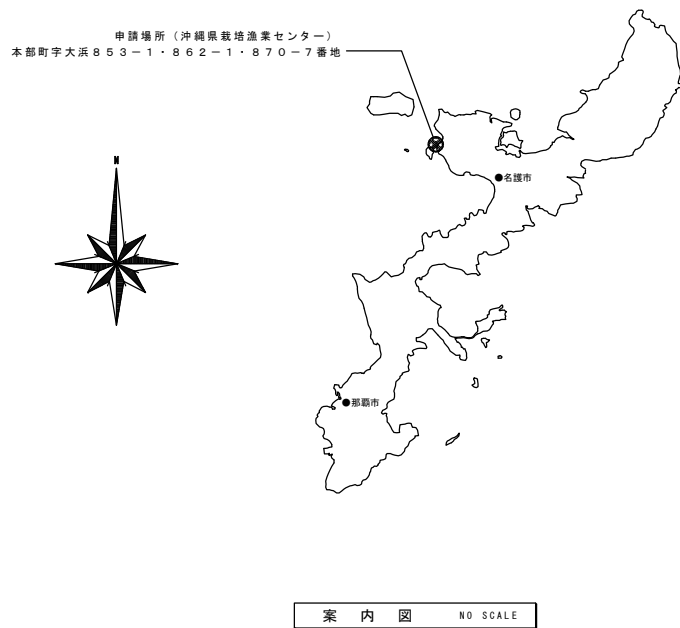 申請場所（沖縄県栽培漁業センター）
本部町字大浜８５３－１・８６２－１・８７０－７番地
N
名護市
那覇市
案 内 図 NO SCALE